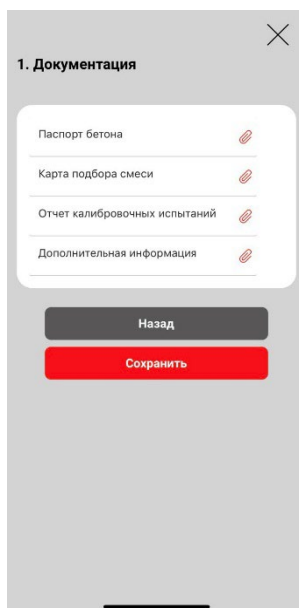 1. Документация
Паспорт бетона
Карта подбора смеси
Отчет калибровочных испытаний
Дополнительная информация
Назад
Сохранить